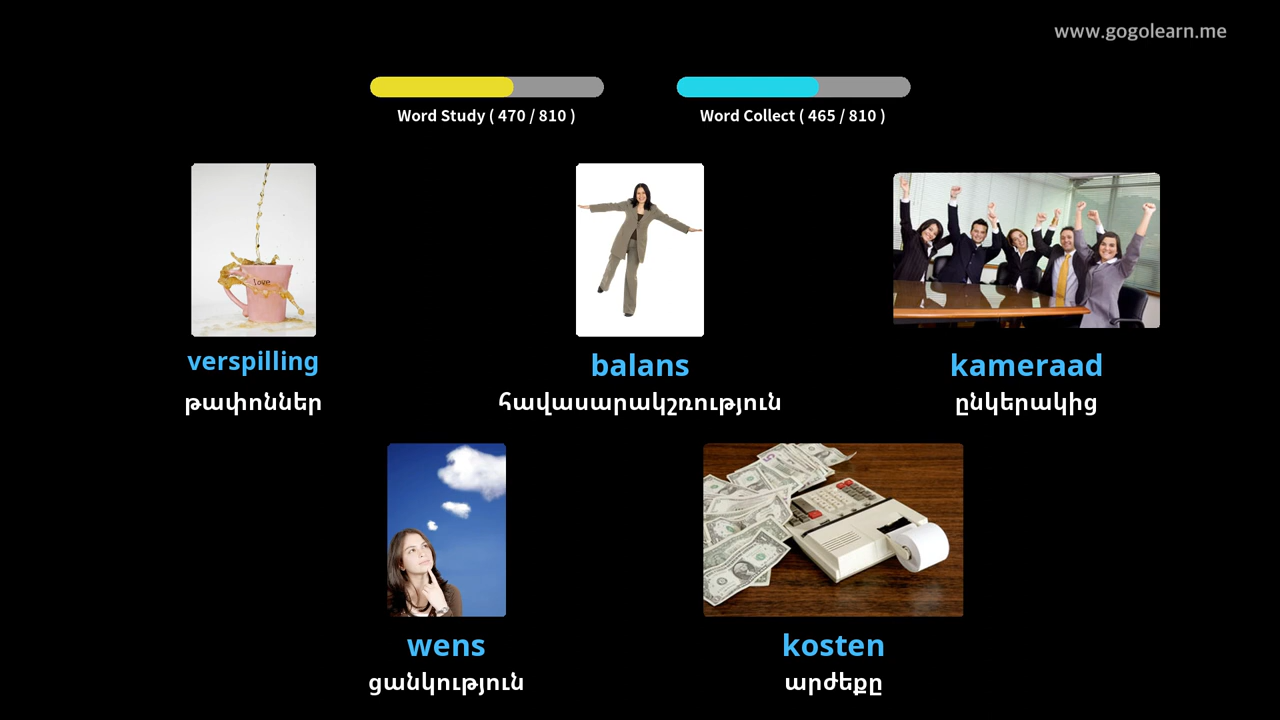 www.gogolearn.me
Word Study ( 470 / 810 )
Word Collect ( 465 / 810 )
love
verspilling
թափոններ
balans
հավասարակշռություն
kameraad
ընկերակից
wens
ցանկություն
kosten
արժեքը